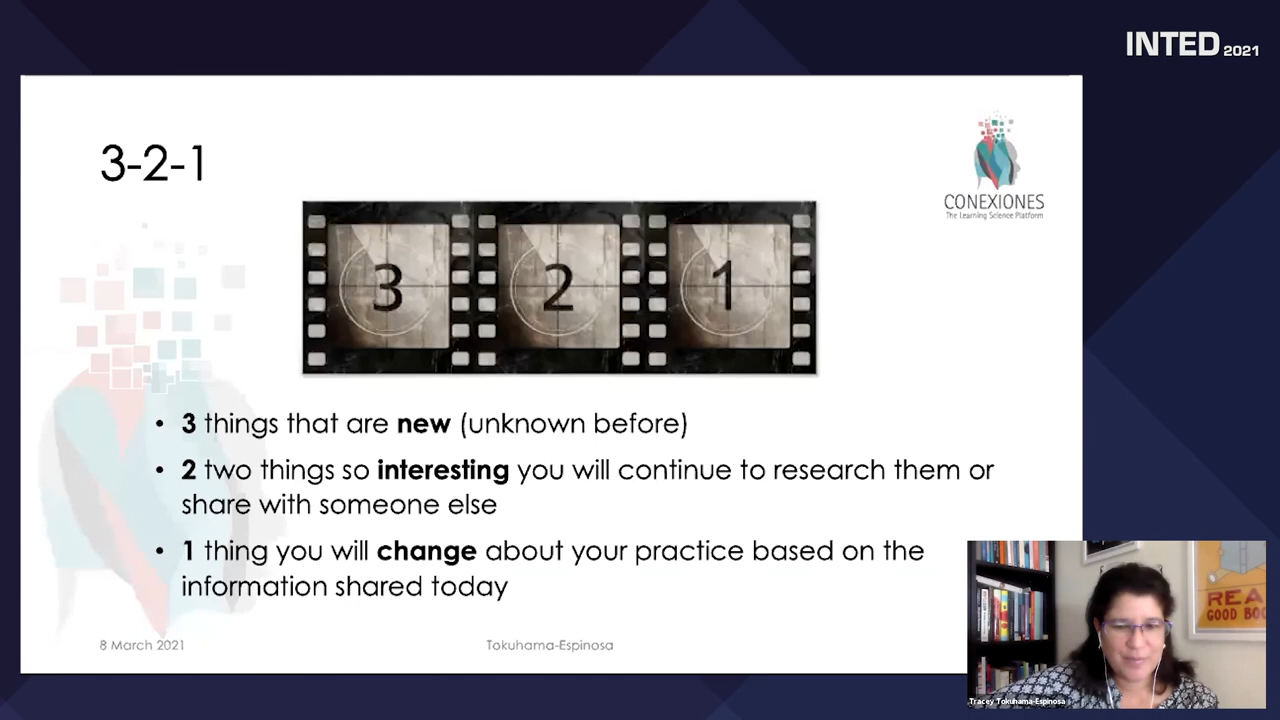 INTED 2021
3-2-1
CONEXIONES
The Learning Science Platform
3 2 1
• 3 things that are new (unknown before)
• 2 two things so interesting you will continue to research them or
share with someone else
• 1 thing you will change about your practice based on the
information shared today
8 March 2021
Tokuhama-Espinosa
REA
GOOD BOO
Tracey Tokuhama-Espinosa